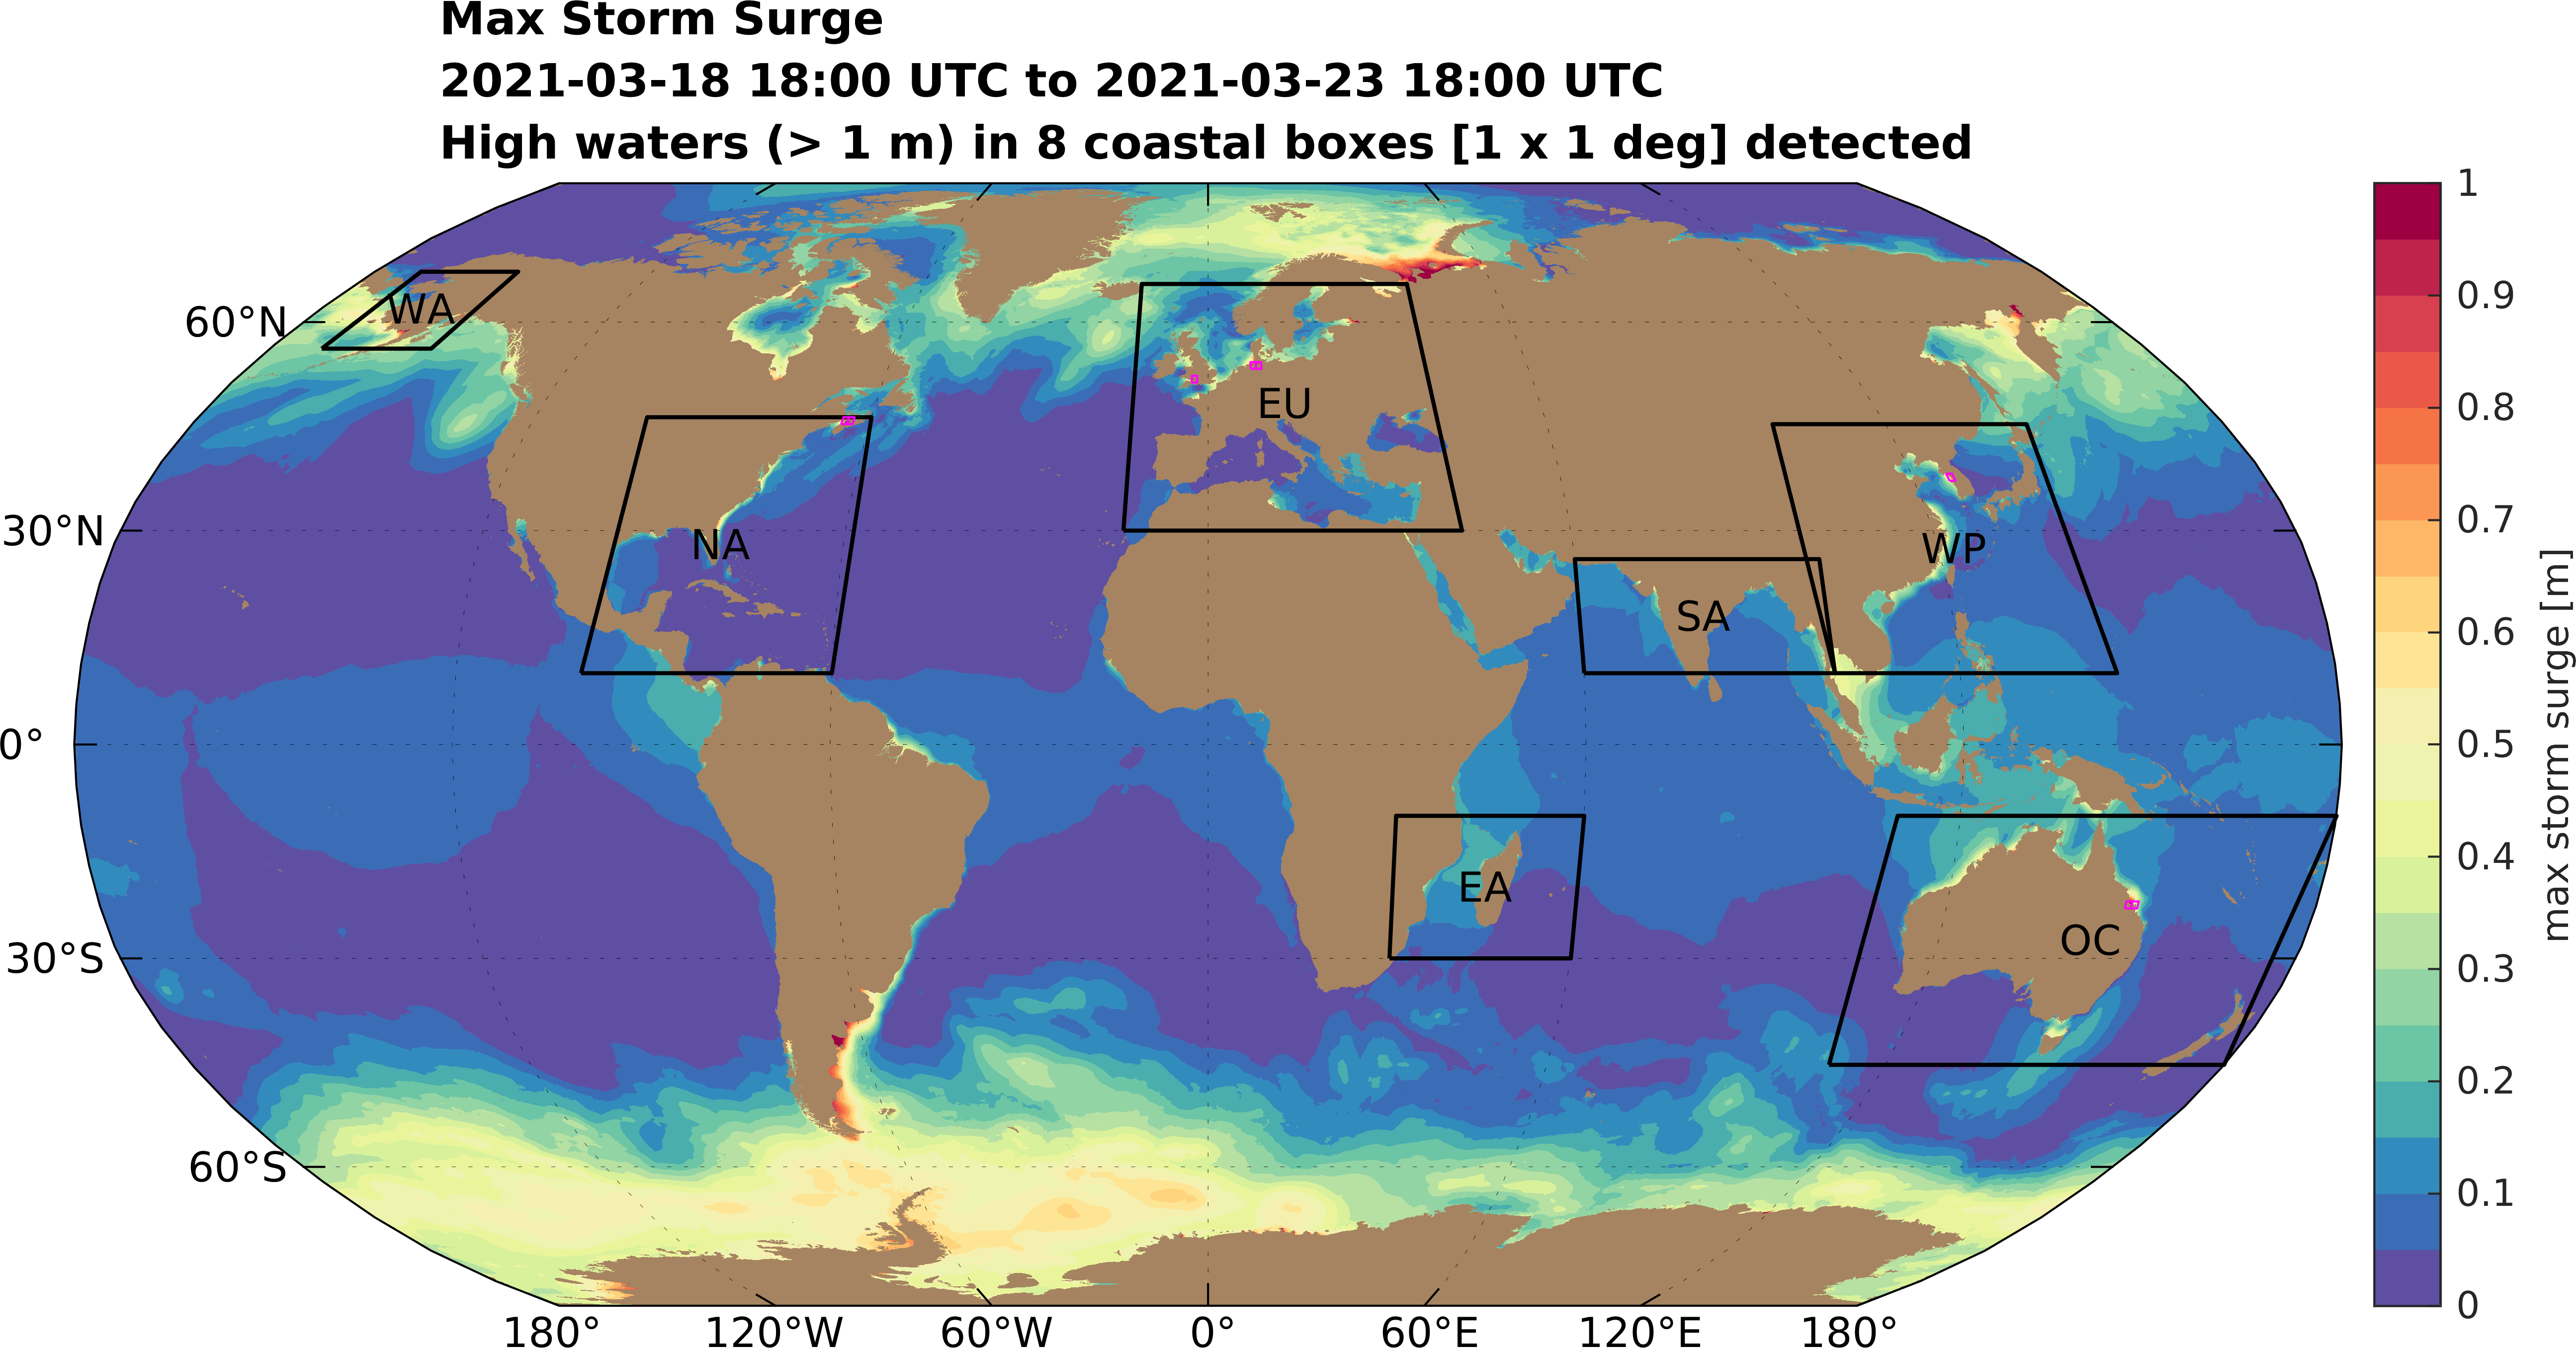 Max Storm Surge
2021-03-18 18:00 UTC to 2021-03-23 18:00 UTC
High waters (> 1 m) in 8 coastal boxes [1 x 1 deg] detected
60°N
30°N
0°
30°S
60°S
WA
NA
EU
SA
WP
EA
OC
180°
120°W
60°W
0°
60°E
120°E
180°
1
0.9
0.8
0.7
0.6
0.5
0.4
0.3
0.2
0.1
0
max storm surge [m]